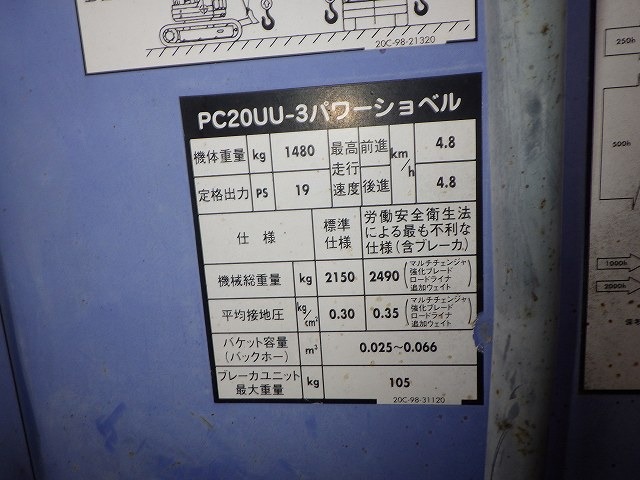 20C-98-21320
PC20UU-3パワーショベル
機体重量 kg 1480 最高走行速度 前進 km/h 4.8
定格出力 PS 19 後進 4.8
仕様 標準仕様 労働安全衛生法による最も不利な仕様(含ブレーカ)
機械総重量 kg 2150 2490 (マルチチェンジャ 強化ブレード ロードライナ 追加ウェイト)
平均接地圧 kg/cm² 0.30 0.35 (マルチチェンジャ 強化ブレード ロードライナ 追加ウェイト)
バケット容量(バックホー) m³ 0.025～0.066
ブレーカユニット最大重量 kg 105
20C-98-31120
250h
500h
1000h
2000h